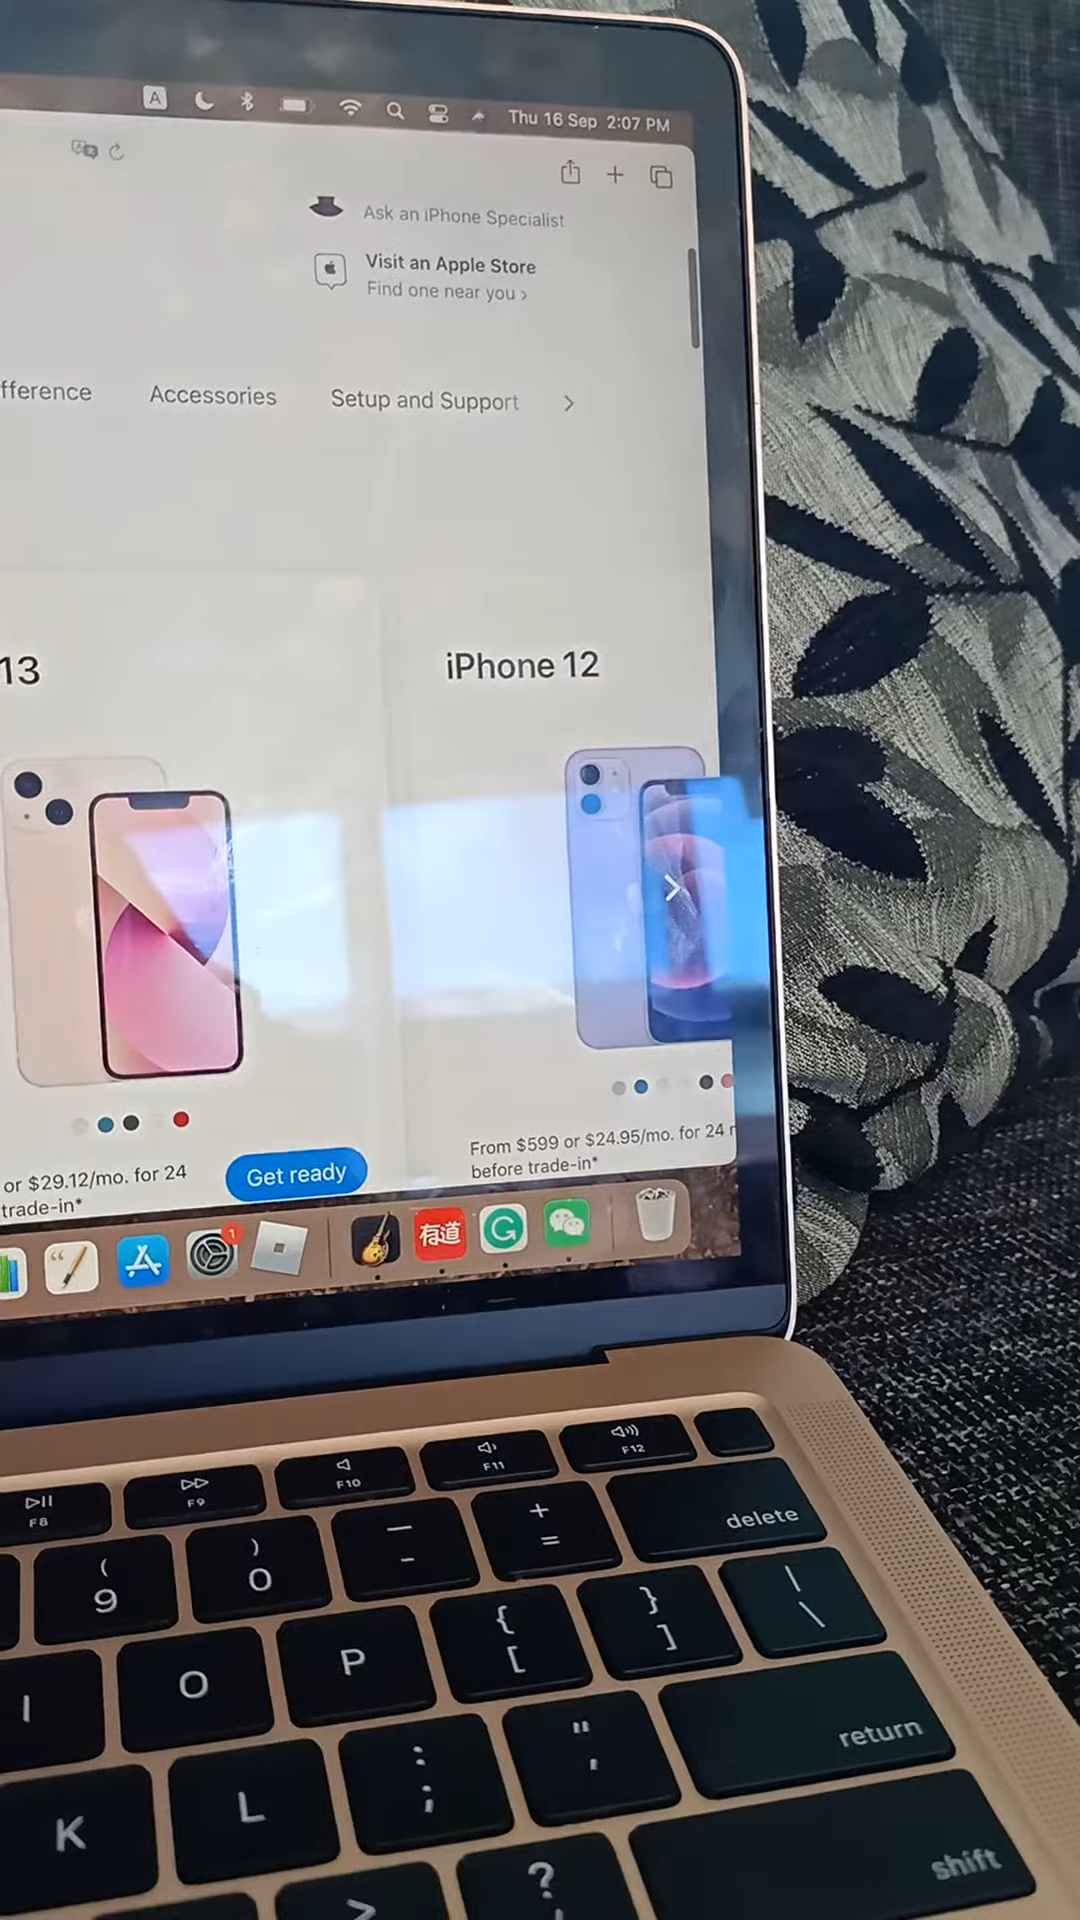 A
Thu 16 Sep 2:07 PM
Ask an iPhone Specialist
Visit an Apple Store
Find one near you >
fference
Accessories
Setup and Support
>
13
iPhone 12
or $29.12/mo. for 24
trade-in*
Get ready
From $599 or $24.95/mo. for 24 r
before trade-in*
1
有道
G
F8
F9
F10
F11
F12
( 9
) 0
— -
+ =
delete
I
O
P
{ [
} ]
| \
K
L
: ;
" '
return
>
?
shift